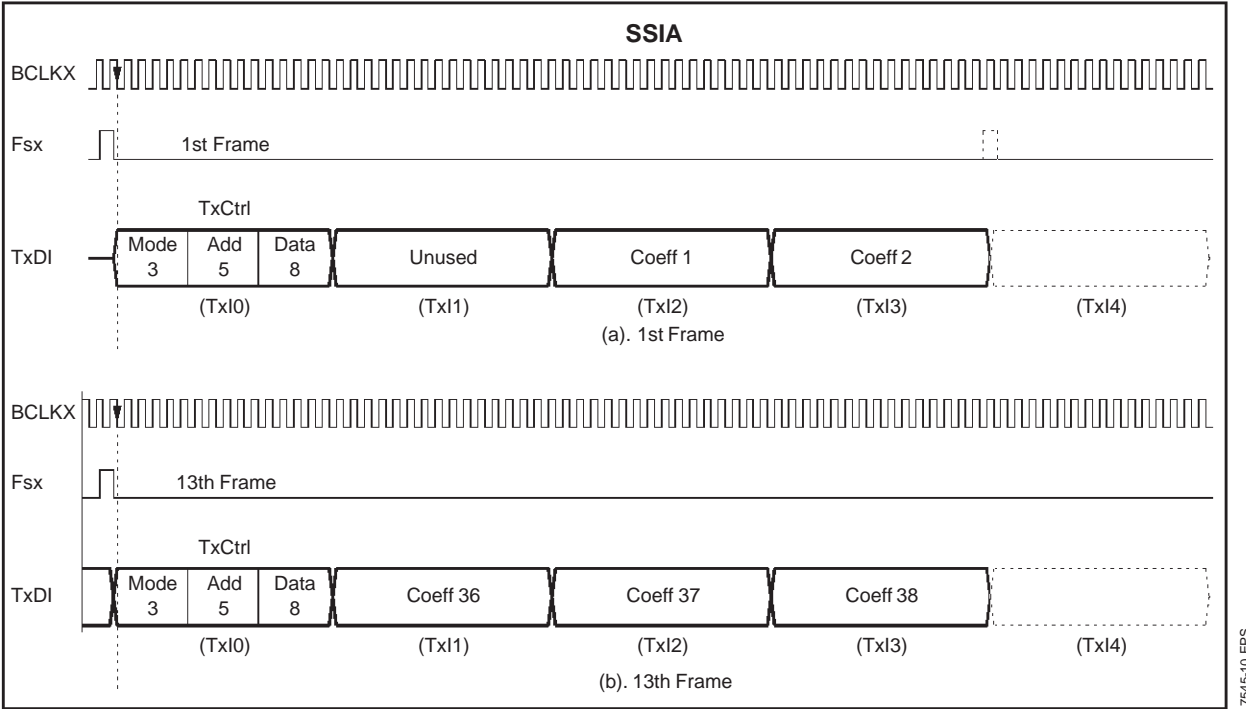 SSIA
BCLKX
Fsx
1st Frame
TxCtrl
TxDI
Mode 3
Add 5
Data 8
Unused
Coeff 1
Coeff 2
(TxI0)
(TxI1)
(TxI2)
(TxI3)
(TxI4)
(a). 1st Frame
BCLKX
Fsx
13th Frame
TxCtrl
TxDI
Mode 3
Add 5
Data 8
Coeff 36
Coeff 37
Coeff 38
(TxI0)
(TxI1)
(TxI2)
(TxI3)
(TxI4)
(b). 13th Frame
7545-10.EPS